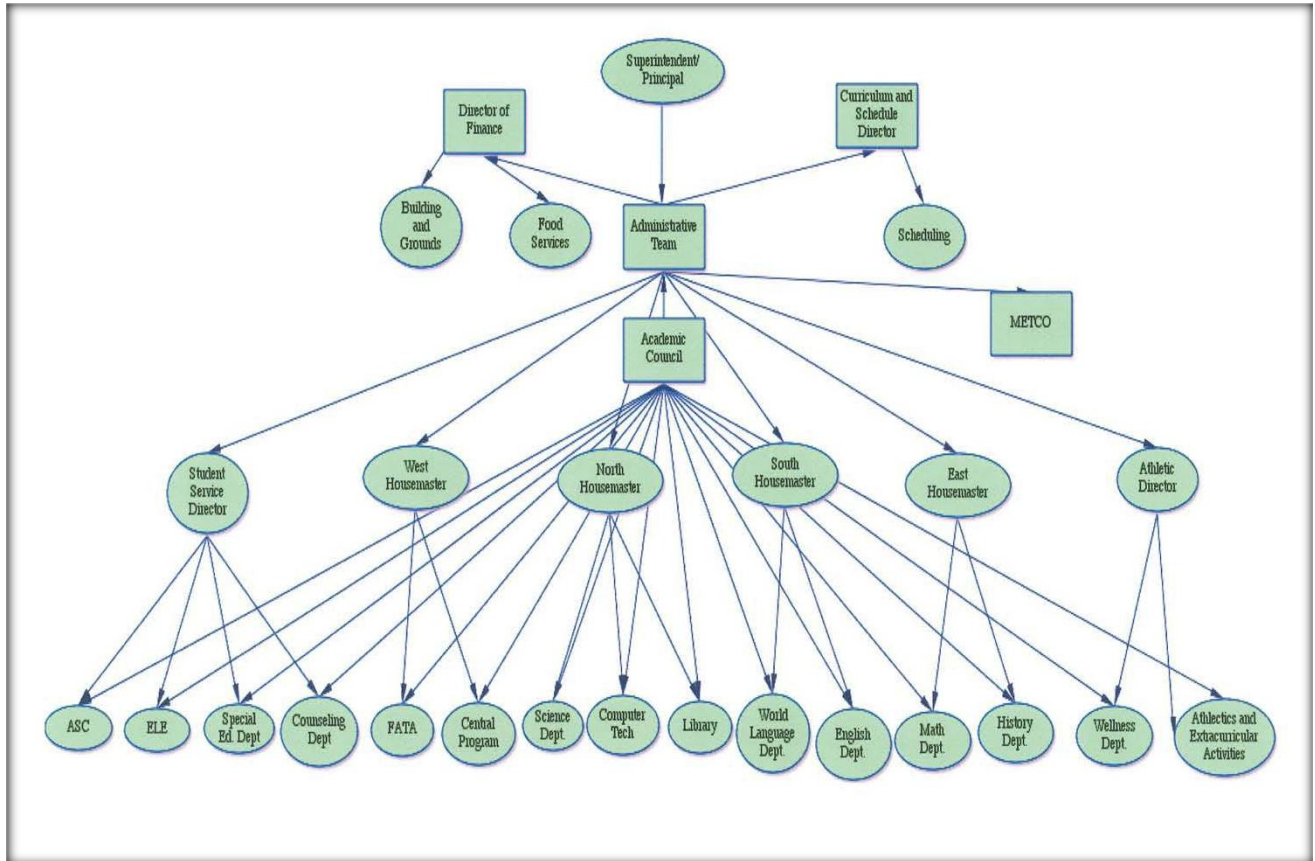 Superintendent/
Principal
Director of
Finance
Curriculum and
Schedule
Director
Building
and
Grounds
Food
Services
Administrative
Team
Scheduling
METCO
Academic
Council
Student
Service
Director
West
Housemaster
North
Housemaster
South
Housemaster
East
Housemaster
Athletic
Director
ASC
ELE
Special
Ed. Dept
Counseling
Dept
FATA
Central
Program
Science
Dept.
Computer
Tech
Library
World
Language
Dept.
English
Dept.
Math
Dept.
History
Dept.
Wellness
Dept.
Athlectics and
Extracurricular
Activities